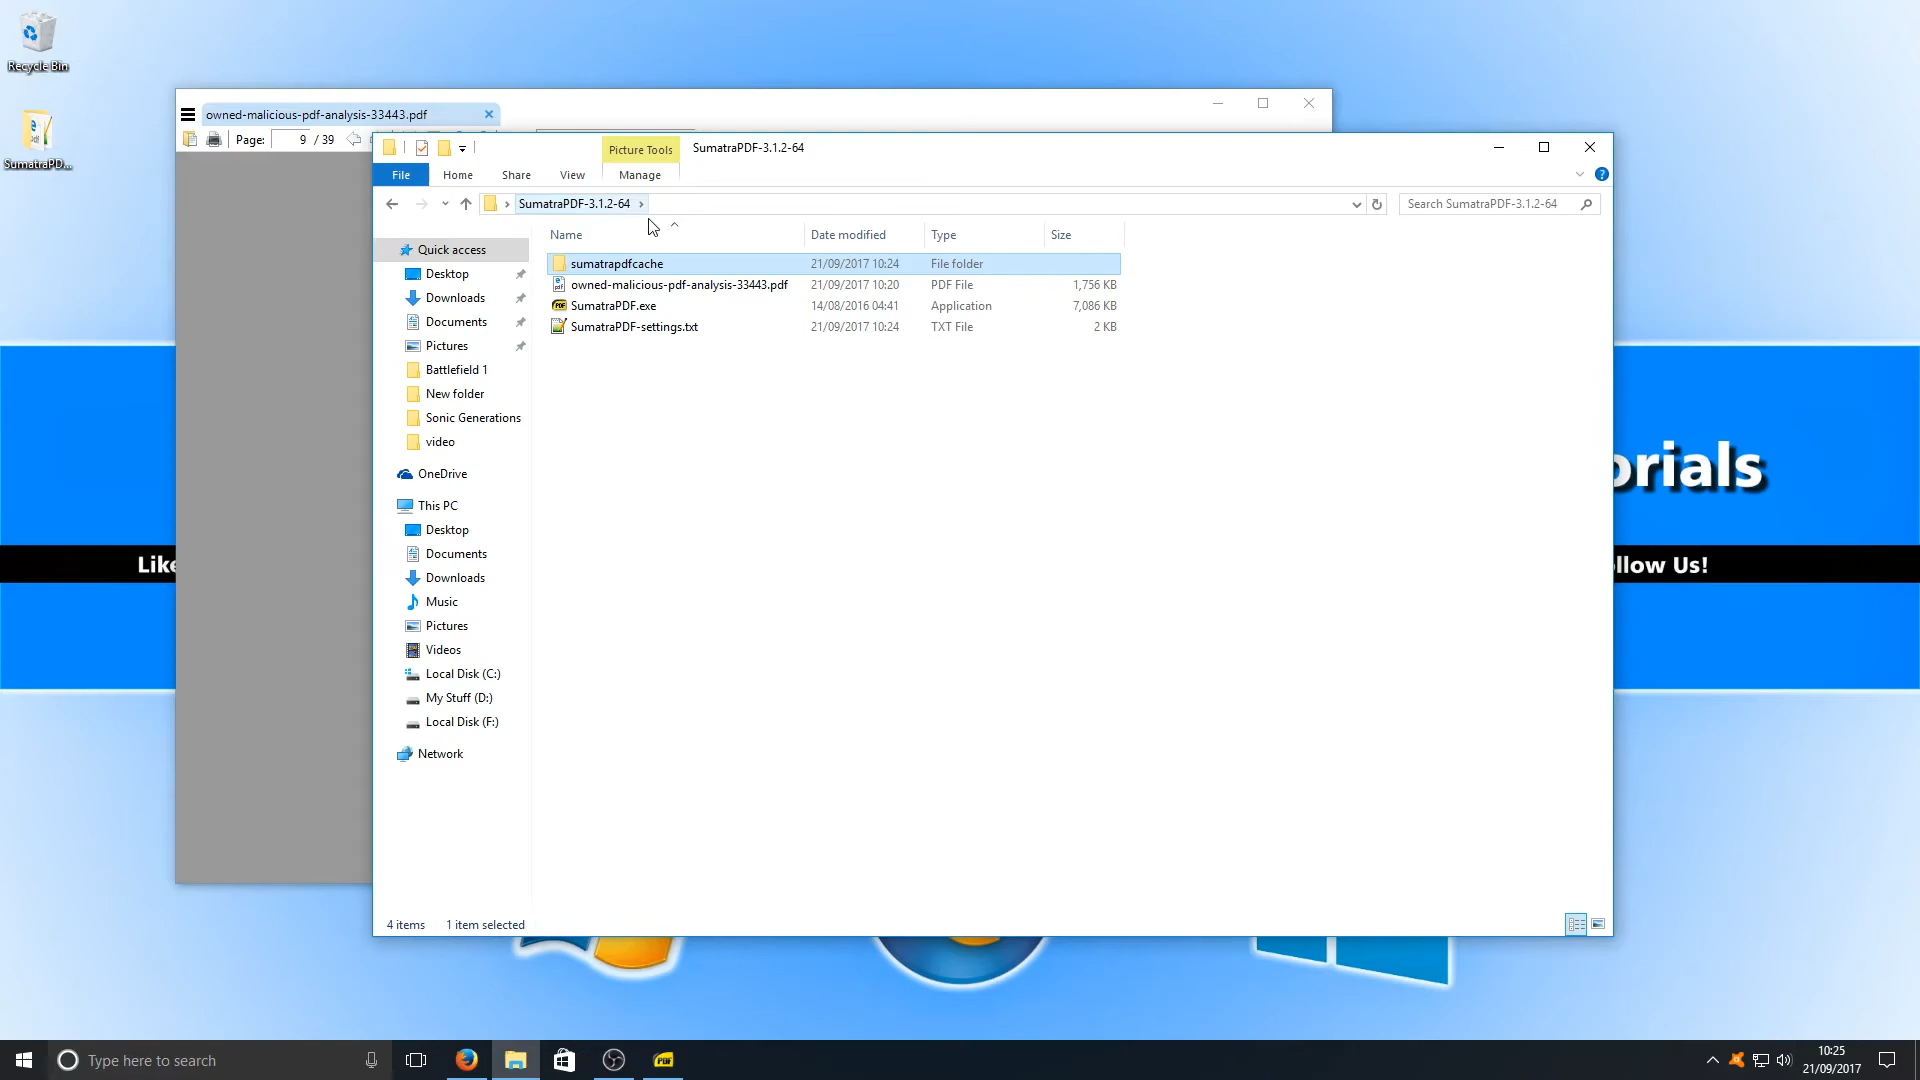 Recycle Bin
SumatraPD...
owned-malicious-pdf-analysis-33443.pdf
Page: 9 / 39
Picture Tools
SumatraPDF-3.1.2-64
File
Home
Share
View
Manage
SumatraPDF-3.1.2-64
Search SumatraPDF-3.1.2-64
Name
Date modified
Type
Size
sumatrapdfcache 21/09/2017 10:24 File folder
owned-malicious-pdf-analysis-33443.pdf 21/09/2017 10:20 PDF File 1,756 KB
SumatraPDF.exe 14/08/2016 04:41 Application 7,086 KB
SumatraPDF-settings.txt 21/09/2017 10:24 TXT File 2 KB
Quick access
Desktop
Downloads
Documents
Pictures
Battlefield 1
New folder
Sonic Generations
video
OneDrive
This PC
Desktop
Documents
Downloads
Music
Pictures
Videos
Local Disk (C:)
My Stuff (D:)
Local Disk (F:)
Network
4 items
1 item selected
orials
Like
ollow Us!
Type here to search
PDF
10:25
21/09/2017